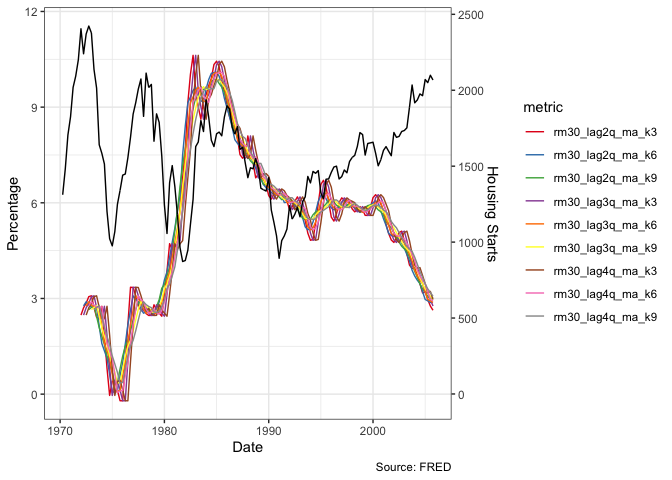 12
9
6
3
0
Percentage
1970
1980
1990
2000
Date
2500
2000
1500
1000
500
0
Housing Starts
metric
rm30_lag2q_ma_k3
rm30_lag2q_ma_k6
rm30_lag2q_ma_k9
rm30_lag3q_ma_k3
rm30_lag3q_ma_k6
rm30_lag3q_ma_k9
rm30_lag4q_ma_k3
rm30_lag4q_ma_k6
rm30_lag4q_ma_k9
Source: FRED